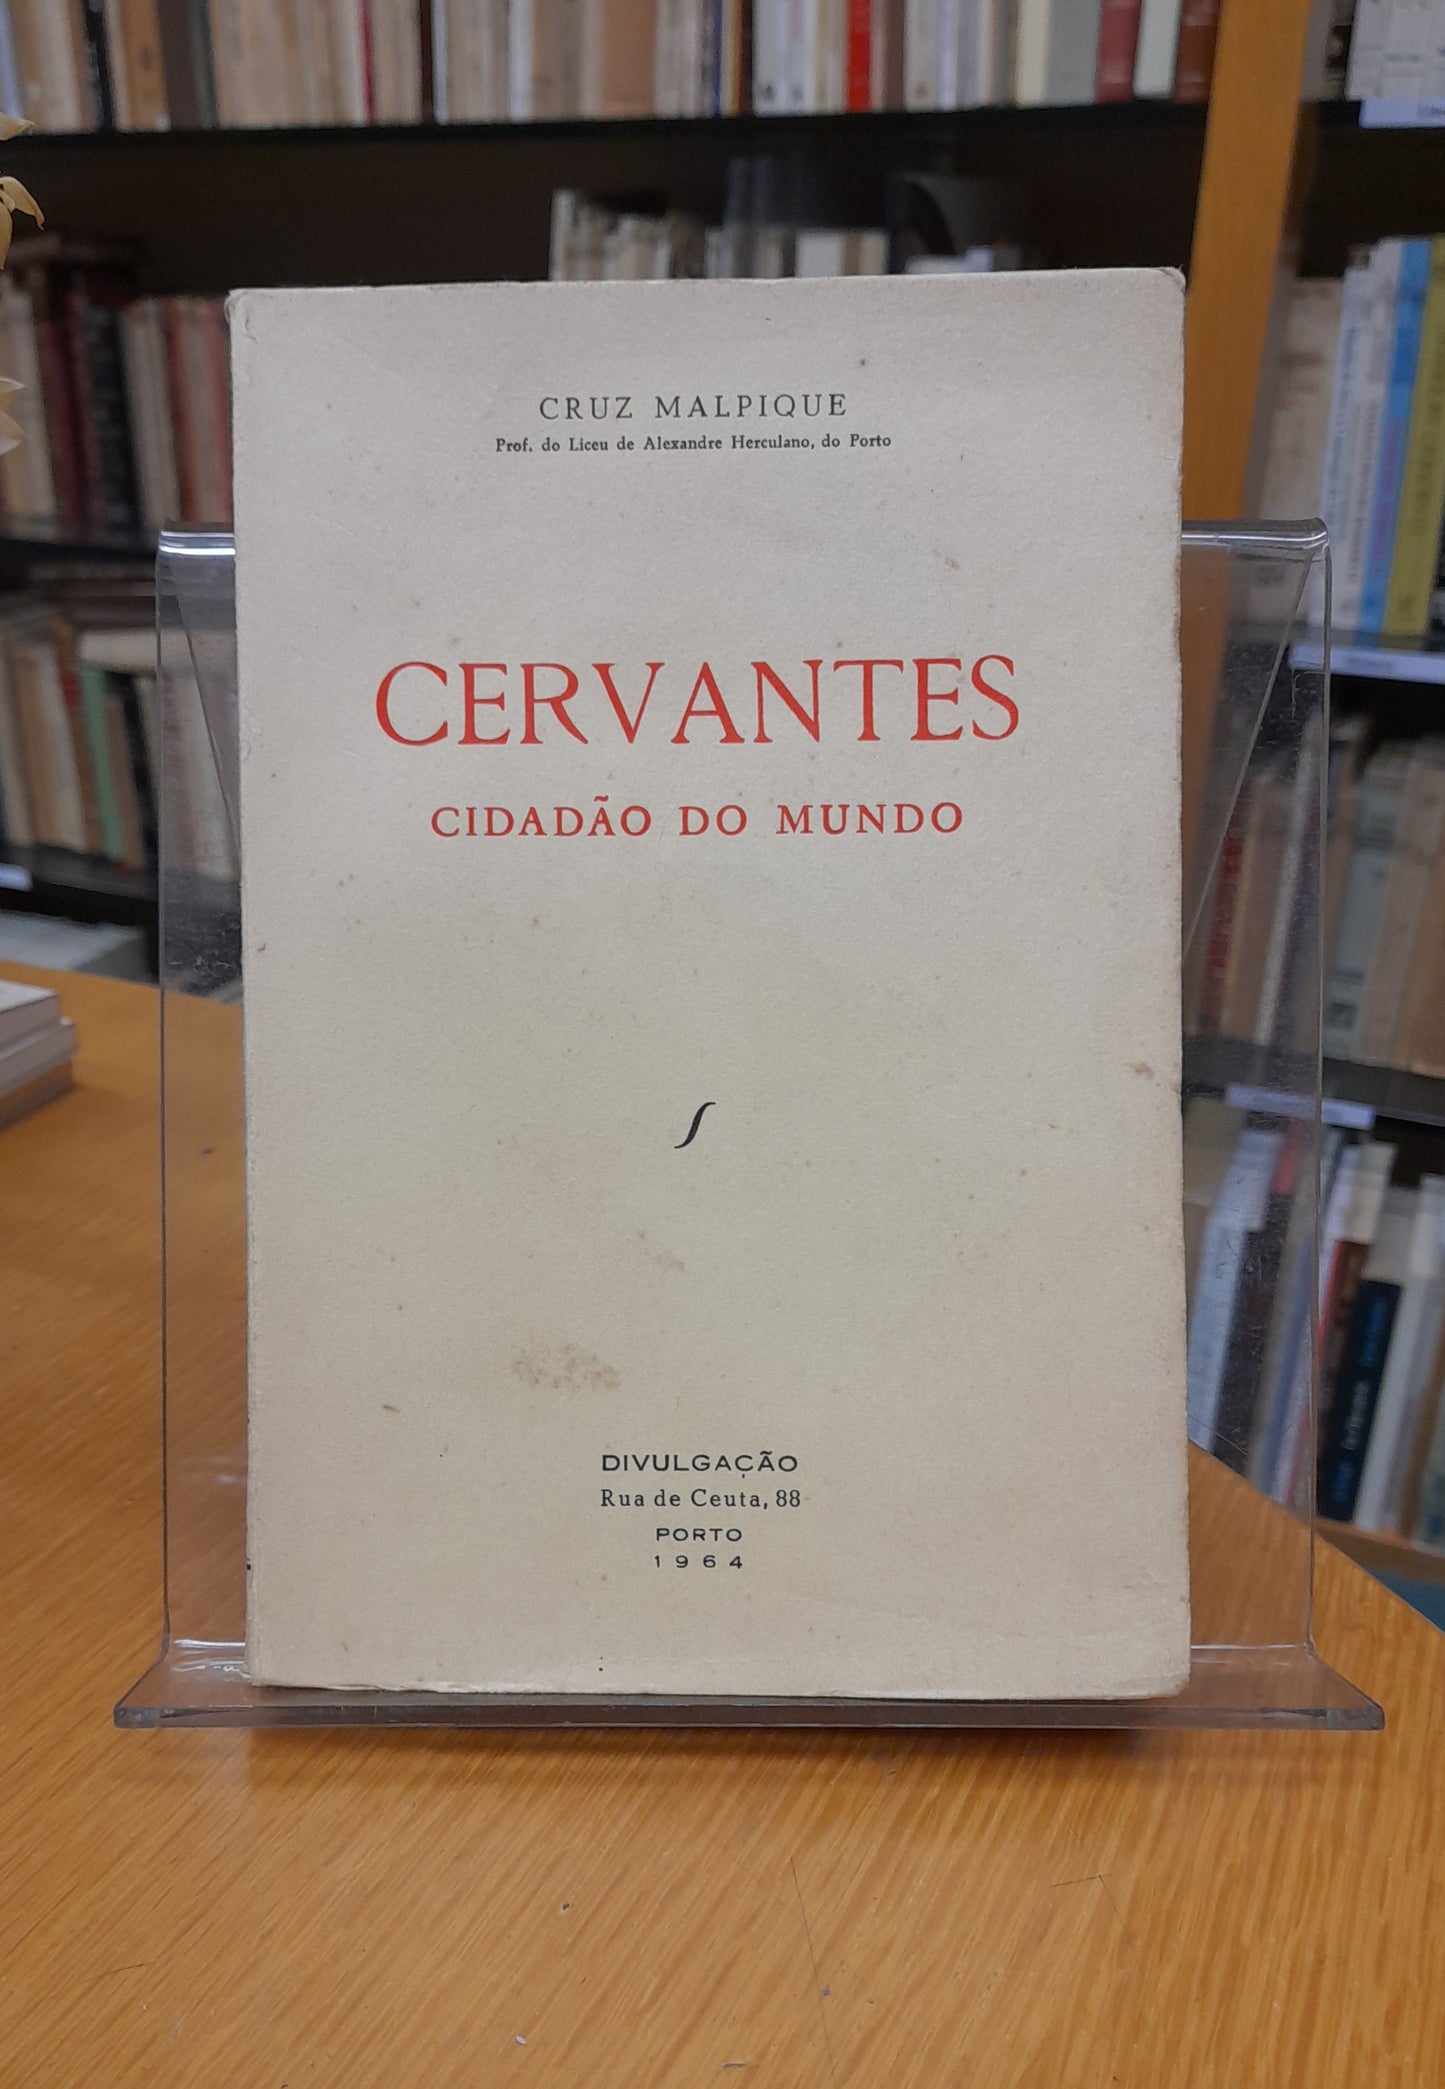 CRUZ MALPIQUE
Prof. do Liceu de Alexandre Herculano, do Porto
CERVANTES
CIDADÃO DO MUNDO
DIVULGAÇÃO
Rua de Ceuta, 88
PORTO
1964